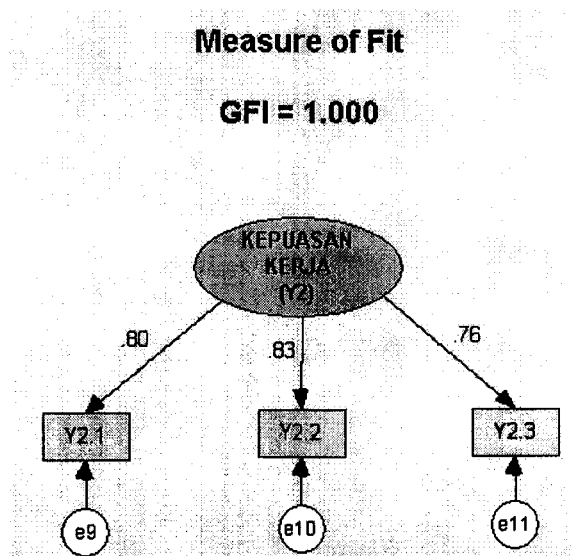 Measure of Fit
GFI = 1.000
KEPUASAN
KERJA
(Y2)
.80
.83
.76
Y2.1
Y2.2
Y2.3
e9
e10
e11